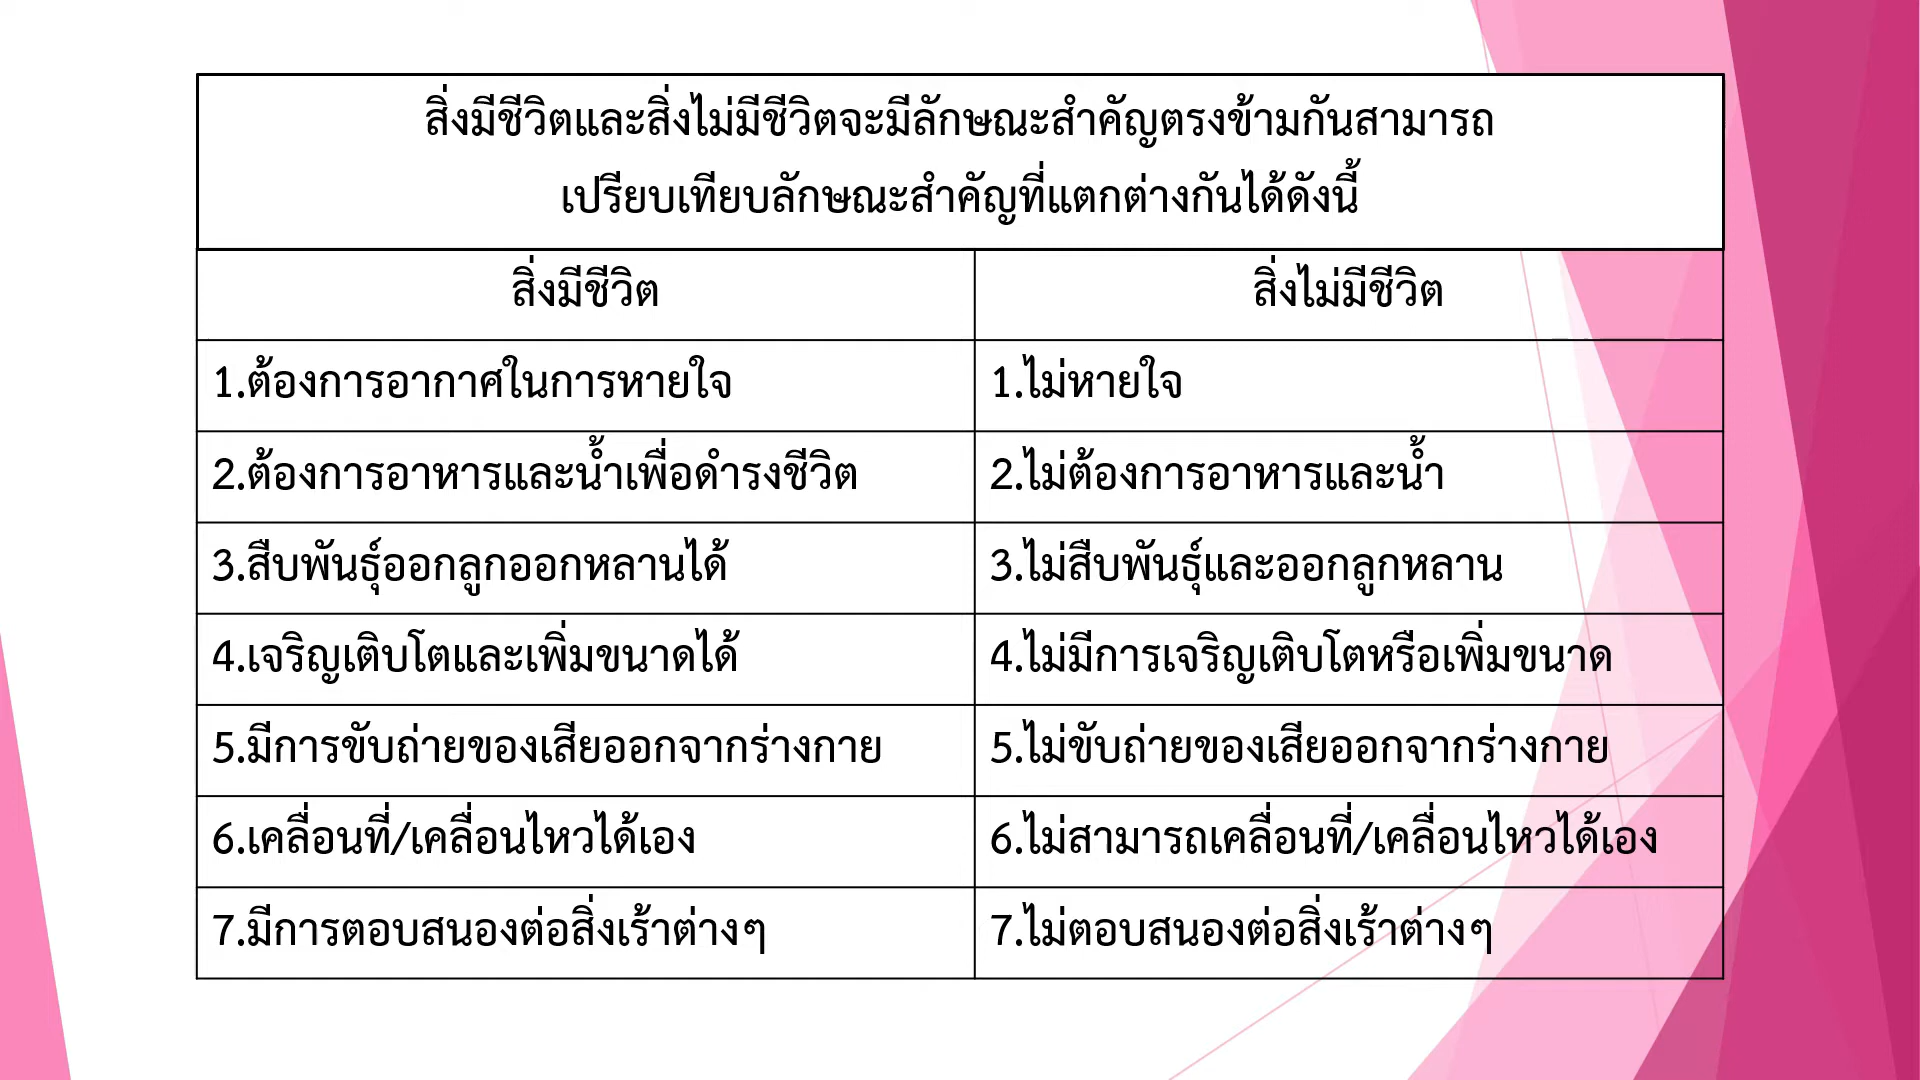 สิ่งมีชีวิตและสิ่งไม่มีชีวิตจะมีลักษณะสำคัญตรงข้ามกันสามารถ
เปรียบเทียบลักษณะสำคัญที่แตกต่างกันได้ดังนี้
สิ่งมีชีวิต
สิ่งไม่มีชีวิต
1.ต้องการอากาศในการหายใจ
1.ไม่หายใจ
2.ต้องการอาหารและน้ำเพื่อดำรงชีวิต
2.ไม่ต้องการอาหารและน้ำ
3.สืบพันธุ์ออกลูกออกหลานได้
3.ไม่สืบพันธุ์และออกลูกหลาน
4.เจริญเติบโตและเพิ่มขนาดได้
4.ไม่มีการเจริญเติบโตหรือเพิ่มขนาด
5.มีการขับถ่ายของเสียออกจากร่างกาย
5.ไม่ขับถ่ายของเสียออกจากร่างกาย
6.เคลื่อนที่/เคลื่อนไหวได้เอง
6.ไม่สามารถเคลื่อนที่/เคลื่อนไหวได้เอง
7.มีการตอบสนองต่อสิ่งเร้าต่างๆ
7.ไม่ตอบสนองต่อสิ่งเร้าต่างๆ